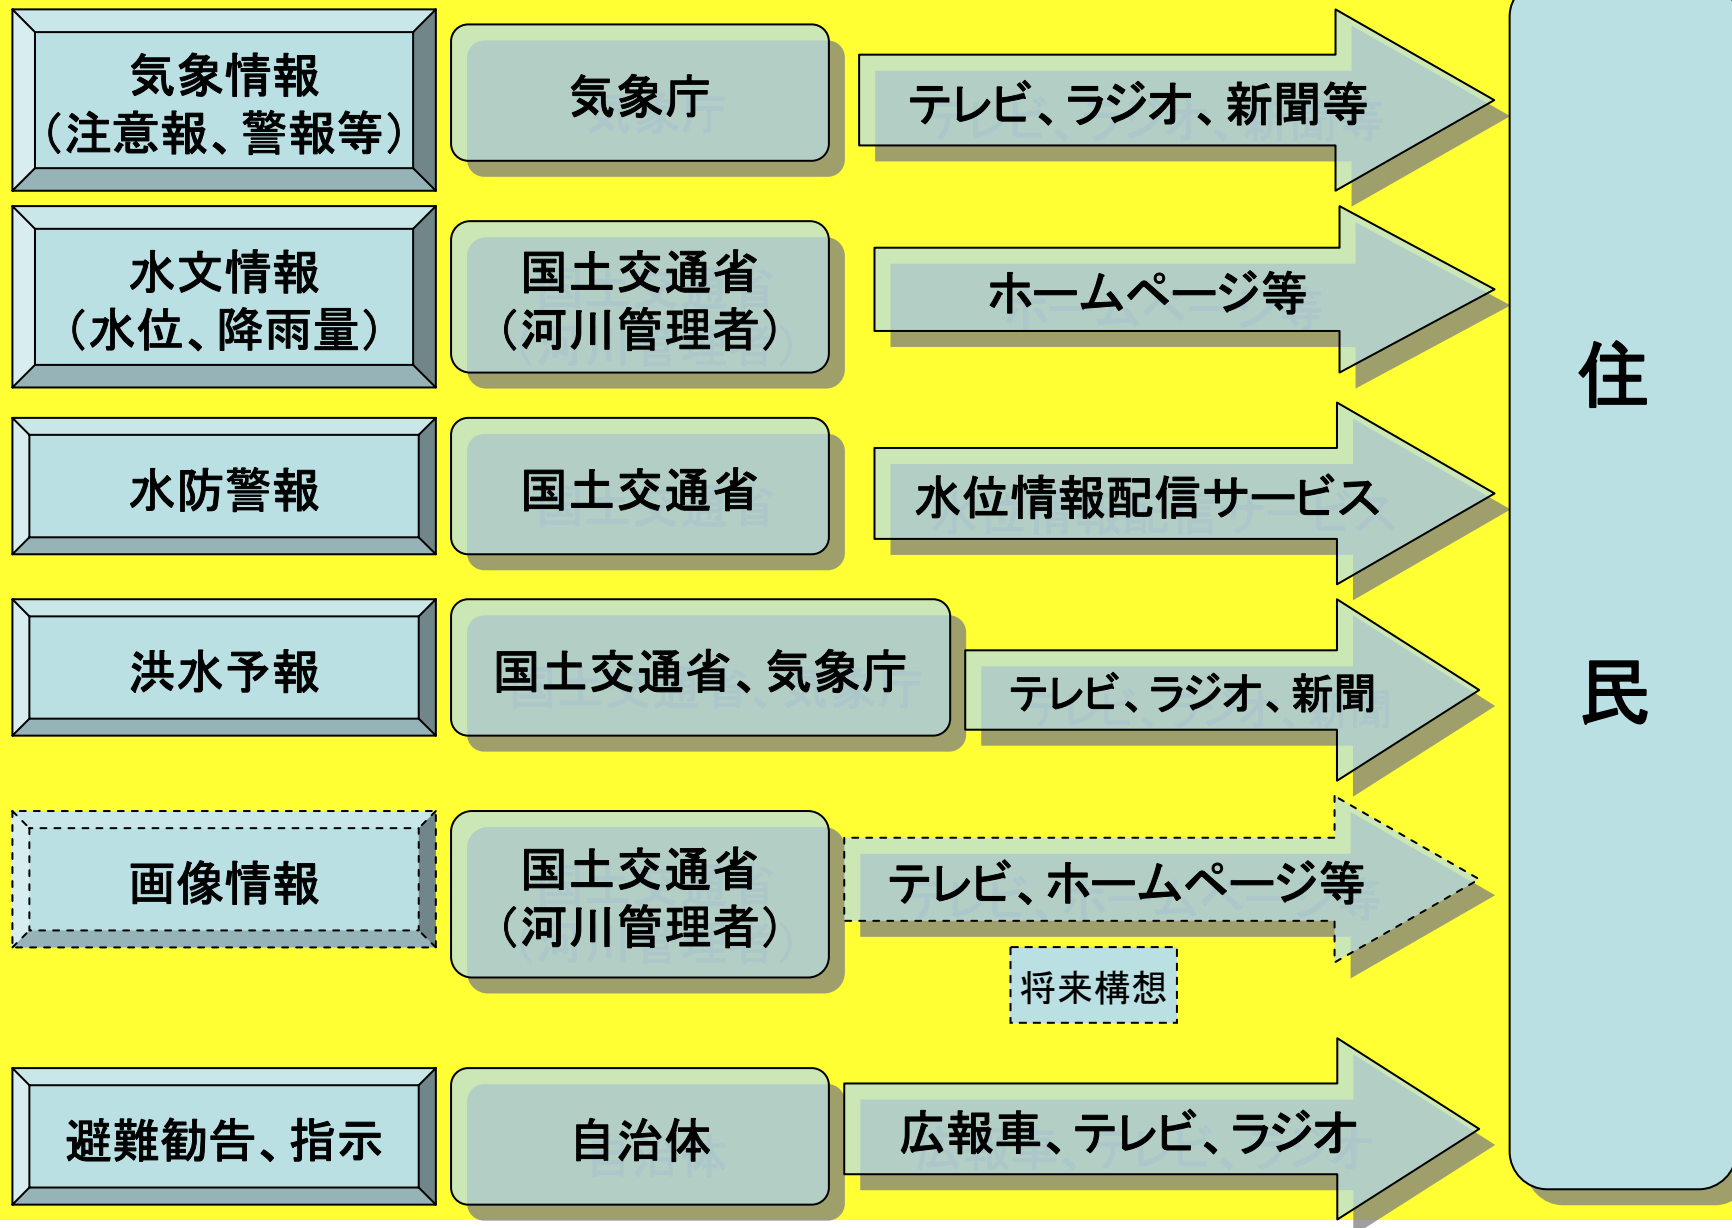 気象情報
（注意報、警報等）
気象庁
テレビ、ラジオ、新聞等
水文情報
（水位、降雨量）
国土交通省
（河川管理者）
ホームページ等
水防警報
国土交通省
水位情報配信サービス
洪水予報
国土交通省、気象庁
テレビ、ラジオ、新聞
画像情報
国土交通省
（河川管理者）
テレビ、ホームページ等
将来構想
避難勧告、指示
自治体
広報車、テレビ、ラジオ
住
民